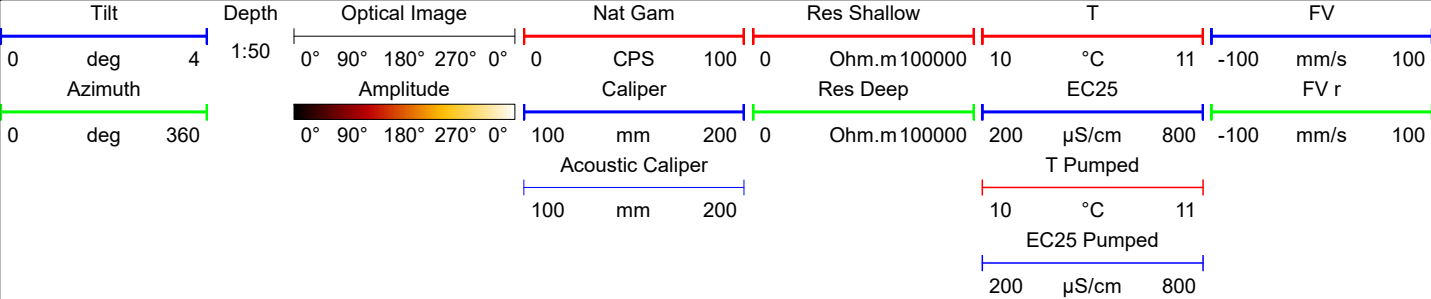 Tilt Depth Optical Image Nat Gam Res Shallow T FV
0 deg 4 1:50 0° 90° 180° 270° 0° 0 CPS 100 0 Ohm.m 100000 10 °C 11 -100 mm/s 100
Azimuth Amplitude Caliper Res Deep EC25 FV r
0 deg 360 0° 90° 180° 270° 0° 100 mm 200 0 Ohm.m 100000 200 µS/cm 800 -100 mm/s 100
Acoustic Caliper T Pumped
100 mm 200 10 °C 11
EC25 Pumped
200 µS/cm 800